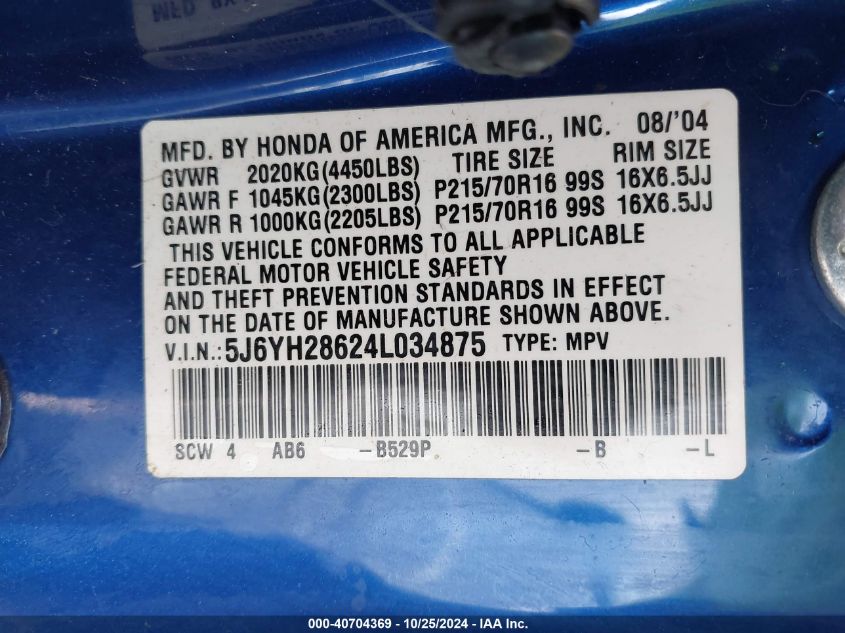 MFD. BY HONDA OF AMERICA MFG., INC. 08/'04
GVWR 2020KG(4450LBS) TIRE SIZE RIM SIZE
GAWR F 1045KG(2300LBS) P215/70R16 99S 16X6.5JJ
GAWR R 1000KG(2205LBS) P215/70R16 99S 16X6.5JJ
THIS VEHICLE CONFORMS TO ALL APPLICABLE
FEDERAL MOTOR VEHICLE SAFETY
AND THEFT PREVENTION STANDARDS IN EFFECT
ON THE DATE OF MANUFACTURE SHOWN ABOVE.
V.I.N.: 5J6YH28624L034875 TYPE: MPV
SCW 4 AB6 -B529P -B -L
000-40704369 - 10/25/2024 - IAA Inc.